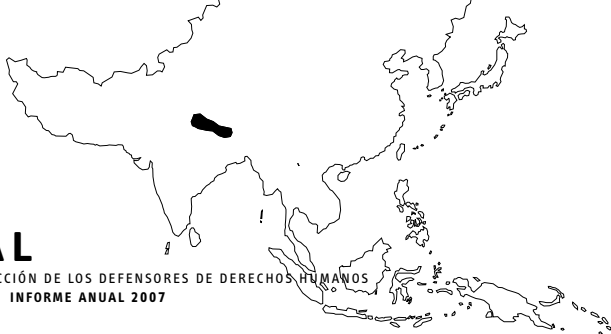 AL
CCIÓN DE LOS DEFENSORES DE DERECHOS HUMANOS
INFORME ANUAL 2007